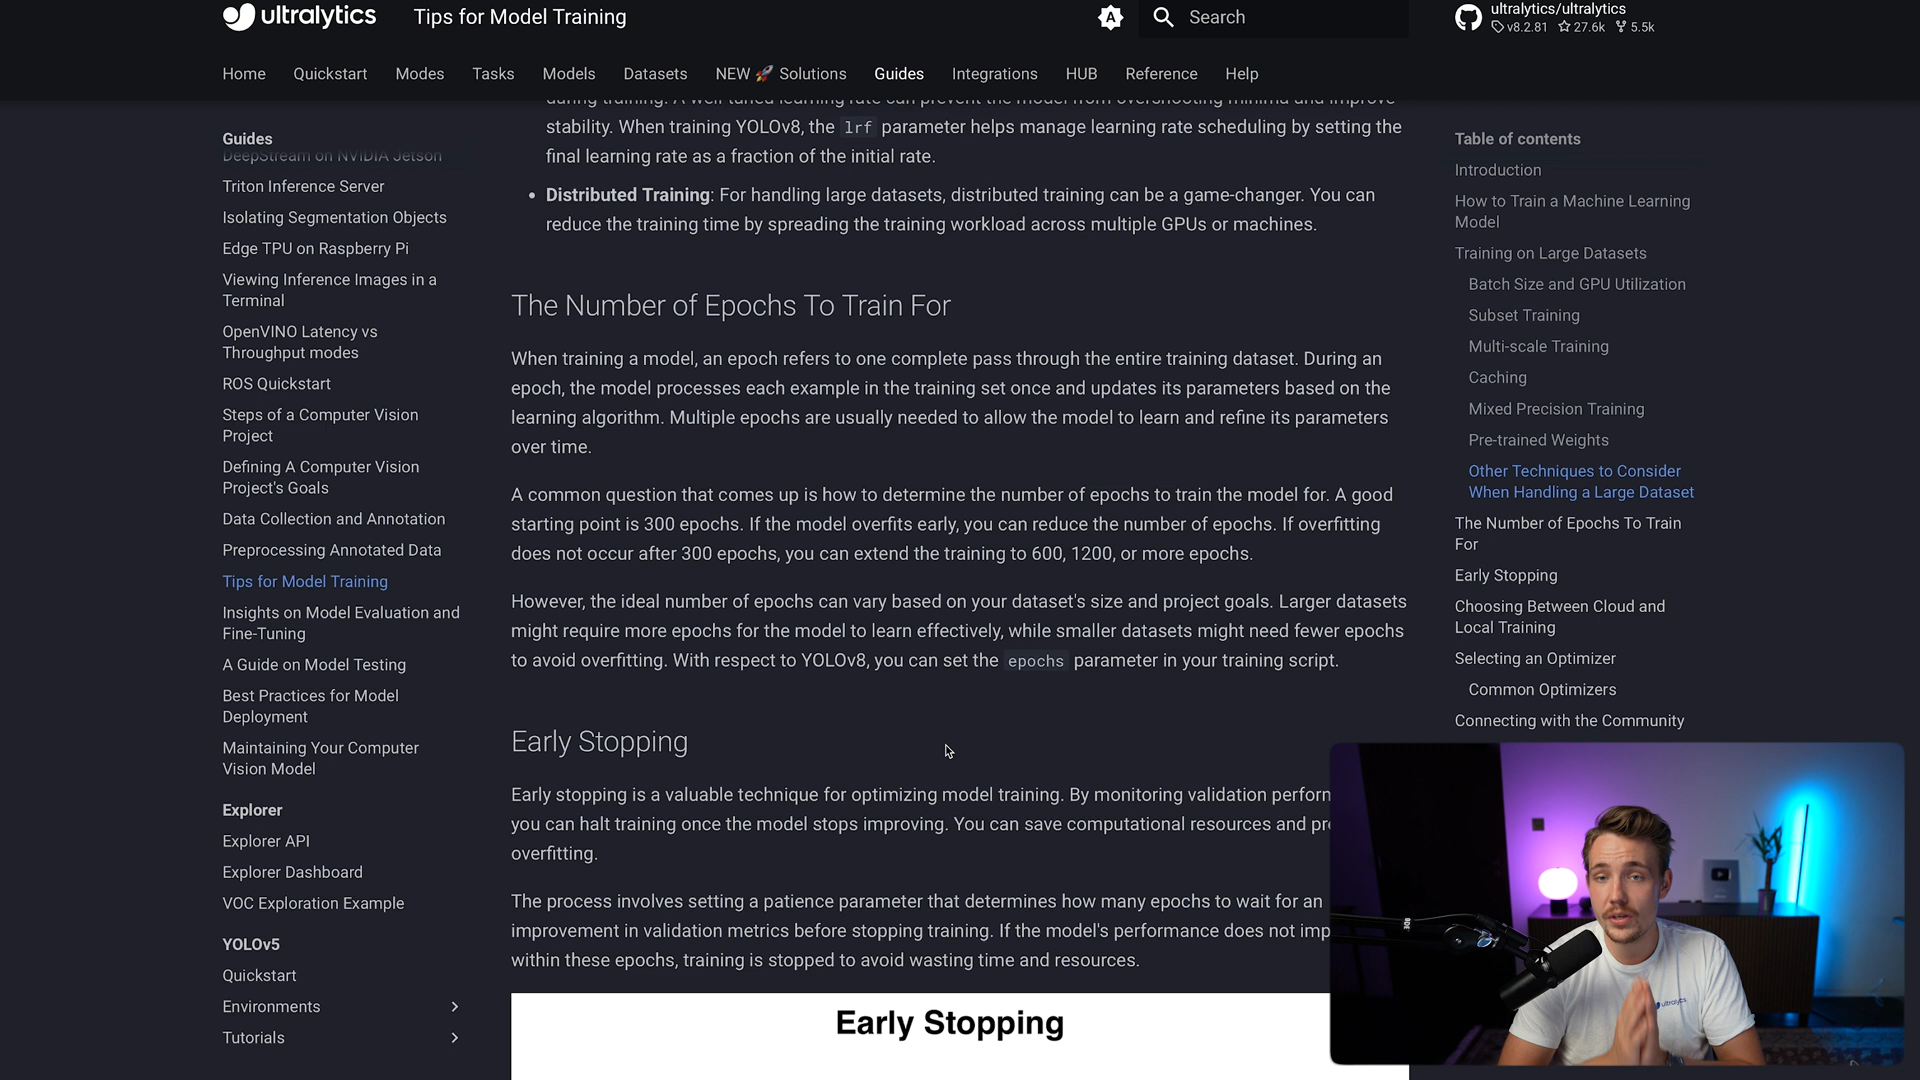 ultralytics
Tips for Model Training
A
Search
ultralytics/ultralytics
v8.2.81 27.6k 5.5k
Home Quickstart Modes Tasks Models Datasets NEW 🚀 Solutions Guides Integrations HUB Reference Help
Guides
DeepStream on NVIDIA Jetson
Triton Inference Server
Isolating Segmentation Objects
Edge TPU on Raspberry Pi
Viewing Inference Images in a
Terminal
OpenVINO Latency vs
Throughput modes
ROS Quickstart
Steps of a Computer Vision
Project
Defining A Computer Vision
Project's Goals
Data Collection and Annotation
Preprocessing Annotated Data
Tips for Model Training
Insights on Model Evaluation and
Fine-Tuning
A Guide on Model Testing
Best Practices for Model
Deployment
Maintaining Your Computer
Vision Model
Explorer
Explorer API
Explorer Dashboard
VOC Exploration Example
YOLOv5
Quickstart
Environments
Tutorials
during training. A well-tuned learning rate can prevent the model from overshooting minima and improve
stability. When training YOLOv8, the lrf parameter helps manage learning rate scheduling by setting the
final learning rate as a fraction of the initial rate.
• Distributed Training: For handling large datasets, distributed training can be a game-changer. You can
reduce the training time by spreading the training workload across multiple GPUs or machines.
The Number of Epochs To Train For
When training a model, an epoch refers to one complete pass through the entire training dataset. During an
epoch, the model processes each example in the training set once and updates its parameters based on the
learning algorithm. Multiple epochs are usually needed to allow the model to learn and refine its parameters
over time.
A common question that comes up is how to determine the number of epochs to train the model for. A good
starting point is 300 epochs. If the model overfits early, you can reduce the number of epochs. If overfitting
does not occur after 300 epochs, you can extend the training to 600, 1200, or more epochs.
However, the ideal number of epochs can vary based on your dataset's size and project goals. Larger datasets
might require more epochs for the model to learn effectively, while smaller datasets might need fewer epochs
to avoid overfitting. With respect to YOLOv8, you can set the epochs parameter in your training script.
Early Stopping
Early stopping is a valuable technique for optimizing model training. By monitoring validation perform
you can halt training once the model stops improving. You can save computational resources and pr
overfitting.
The process involves setting a patience parameter that determines how many epochs to wait for an
improvement in validation metrics before stopping training. If the model's performance does not imp
within these epochs, training is stopped to avoid wasting time and resources.
Early Stopping
Table of contents
Introduction
How to Train a Machine Learning
Model
Training on Large Datasets
Batch Size and GPU Utilization
Subset Training
Multi-scale Training
Caching
Mixed Precision Training
Pre-trained Weights
Other Techniques to Consider
When Handling a Large Dataset
The Number of Epochs To Train
For
Early Stopping
Choosing Between Cloud and
Local Training
Selecting an Optimizer
Common Optimizers
Connecting with the Community
RØDE
ultralytics